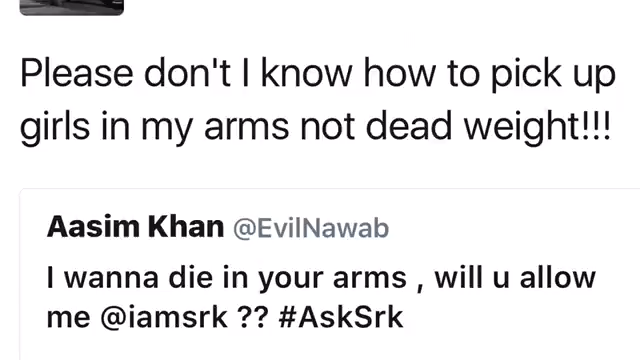 Please don't I know how to pick up
girls in my arms not dead weight!!!
Aasim Khan @EvilNawab
I wanna die in your arms , will u allow
me @iamsrk ?? #AskSrk